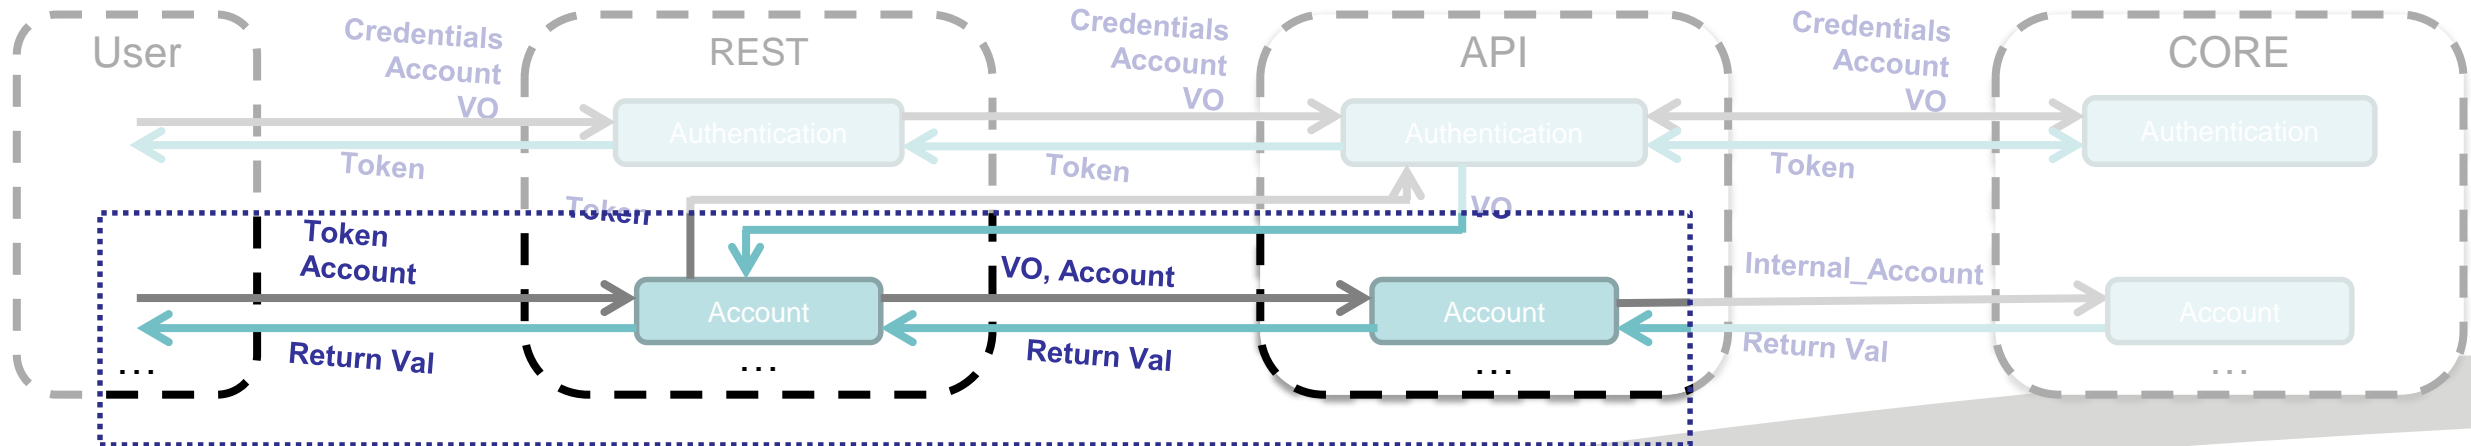 User
REST
API
CORE
Credentials
Account
VO
Credentials
Account
VO
Credentials
Account
VO
Authentication
Authentication
Authentication
Token
Token
Token
Token
VO
Token
Account
VO, Account
Internal_Account
Account
Account
Account
Return Val
Return Val
Return Val
...
...
...
...